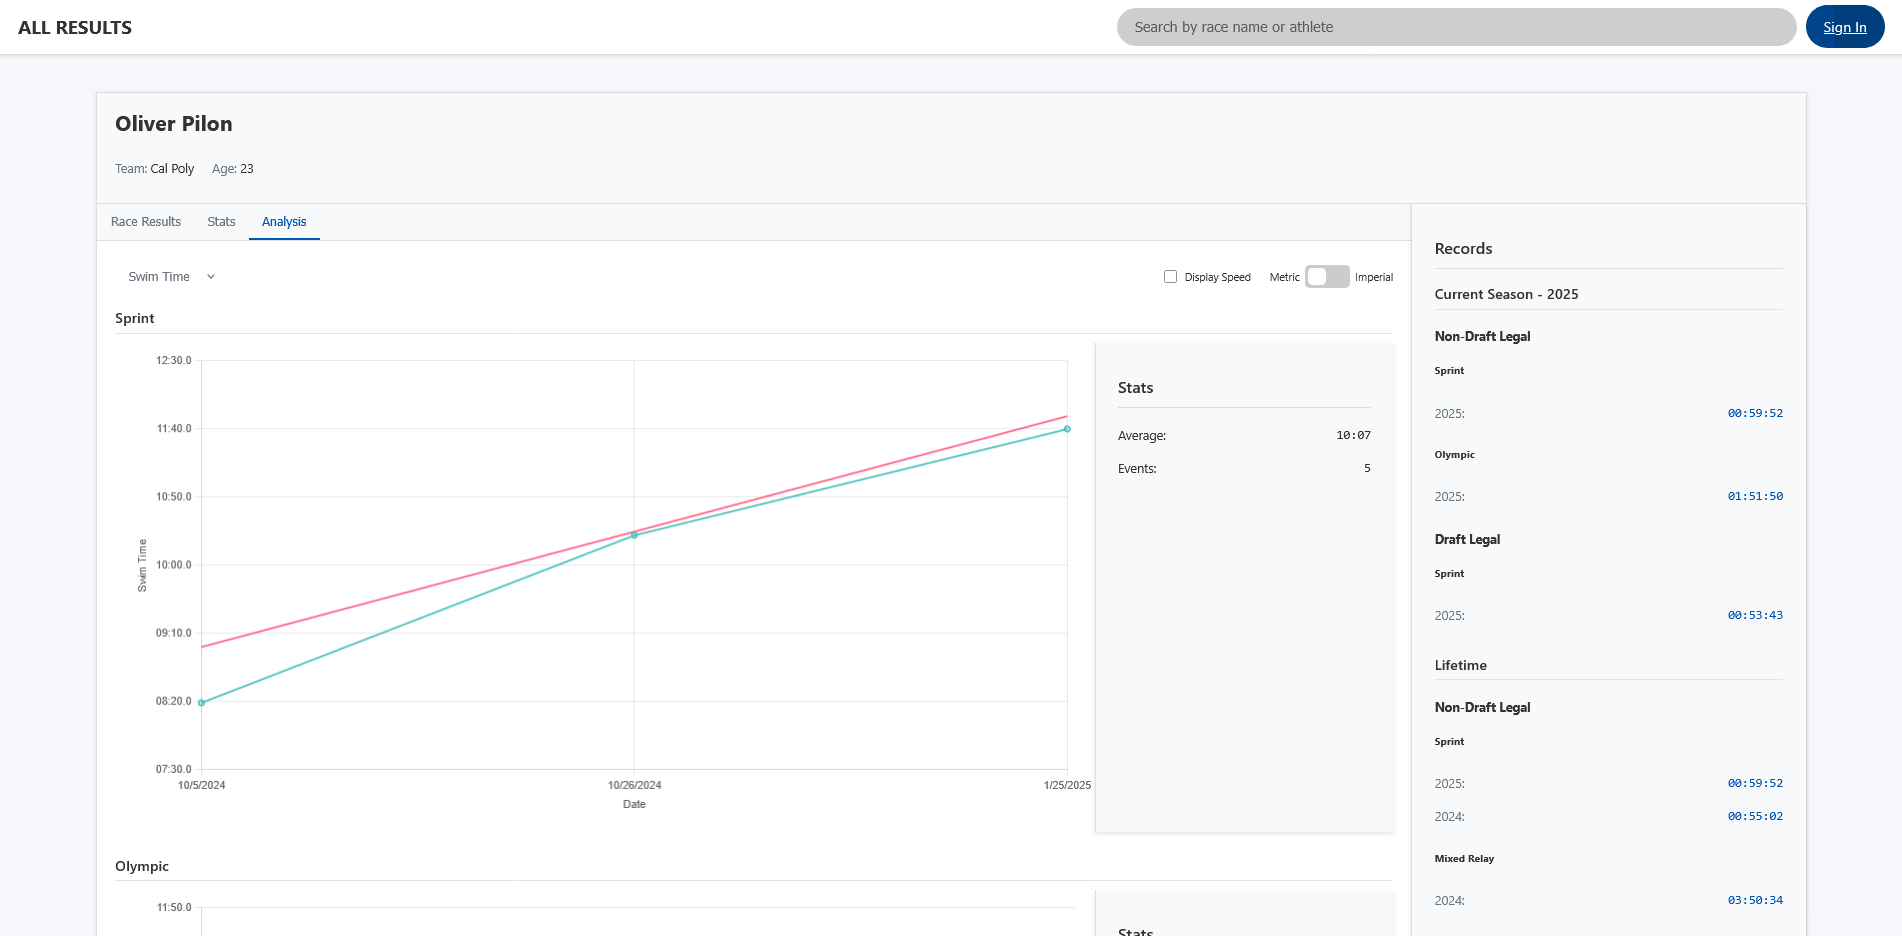 ALL RESULTS
Search by race name or athlete
Sign In
Oliver Pilon
Team: Cal Poly Age: 23
Race Results Stats Analysis
Swim Time
Display Speed Metric Imperial
Sprint
12:30.0
11:40.0
10:50.0
10:00.0
09:10.0
08:20.0
07:30.0
Swim Time
10/5/2024 10/26/2024 1/25/2025
Date
Stats
Average: 10:07
Events: 5
Olympic
11:50.0
Stats
Records
Current Season - 2025
Non-Draft Legal
Sprint
2025: 00:59:52
Olympic
2025: 01:51:50
Draft Legal
Sprint
2025: 00:53:43
Lifetime
Non-Draft Legal
Sprint
2025: 00:59:52
2024: 00:55:02
Mixed Relay
2024: 03:50:34